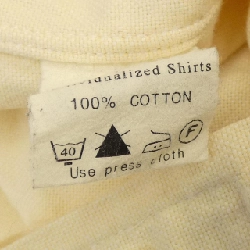 Shirts
100% COTTON
40 F
Use press cloth